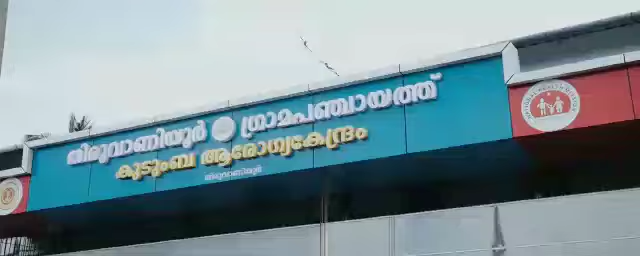 തിരുവാണിയൂർ ഗ്രാമപഞ്ചായത്ത്
കുടുംബ ആരോഗ്യകേന്ദ്രം
തിരുവാണിയൂർ